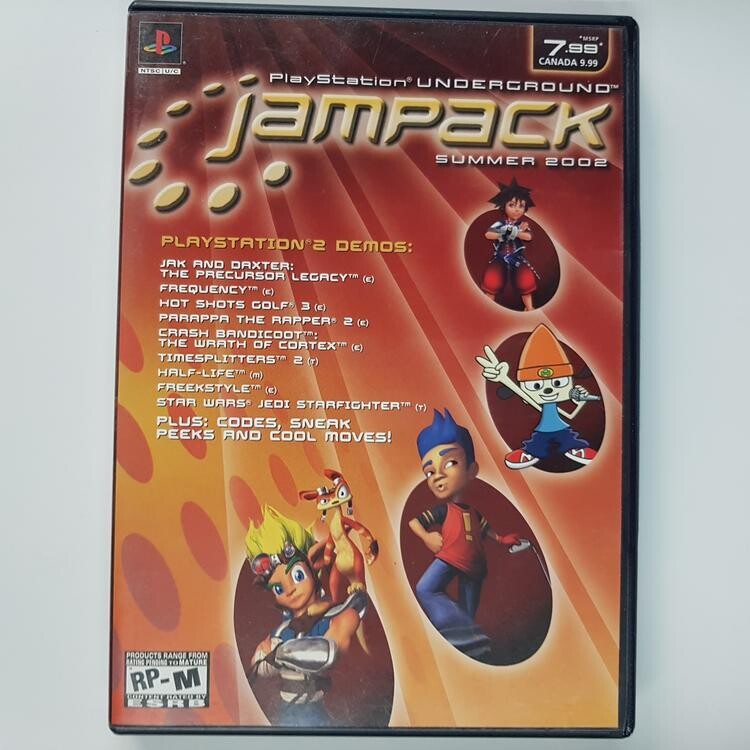 NTSC U/C
*MSRP
7.99*
CANADA 9.99
PlayStation® UNDERGROUND™
JAMPACK
SUMMER 2002
PLAYSTATION®2 DEMOS:
JAK AND DAXTER:
THE PRECURSOR LEGACY™ (E)
FREQUENCY™ (E)
HOT SHOTS GOLF® 3 (E)
PARAPPA THE RAPPER® 2 (E)
CRASH BANDICOOT™:
THE WRATH OF CORTEX™ (E)
TIMESPLITTERS™ 2 (T)
HALF-LIFE™ (M)
FREEKSTYLE™ (E)
STAR WARS® JEDI STARFIGHTER™ (T)
PLUS: CODES, SNEAK
PEEKS AND COOL MOVES!
PRODUCTS RANGE FROM
RATING PENDING TO MATURE
RP-M
CONTENT RATED BY
ESRB